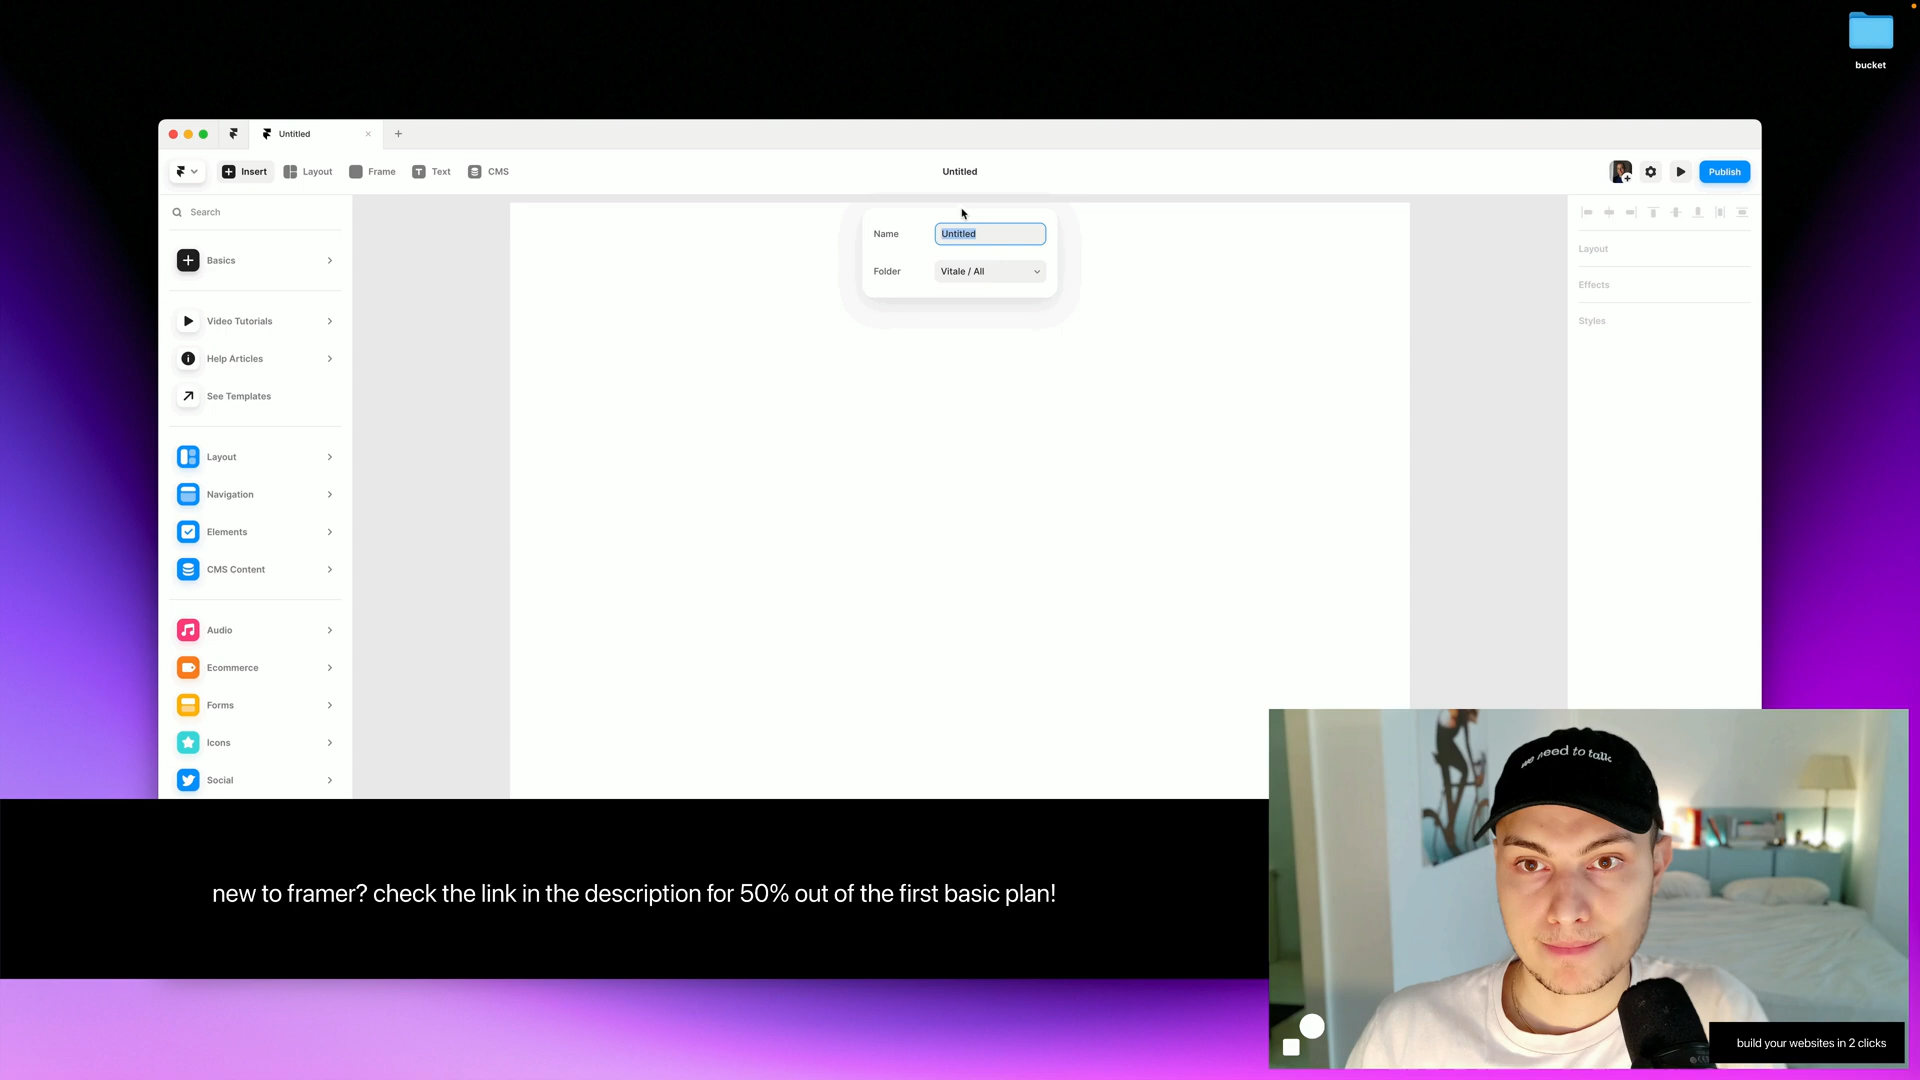 bucket
Untitled
Insert
Layout
Frame
Text
CMS
Untitled
Publish
Search
Name
Untitled
Folder
Vitale / All
Basics
Video Tutorials
Help Articles
See Templates
Layout
Navigation
Elements
CMS Content
Audio
Ecommerce
Forms
Icons
Social
Layout
Effects
Styles
we need to talk
new to framer? check the link in the description for 50% out of the first basic plan!
build your websites in 2 clicks